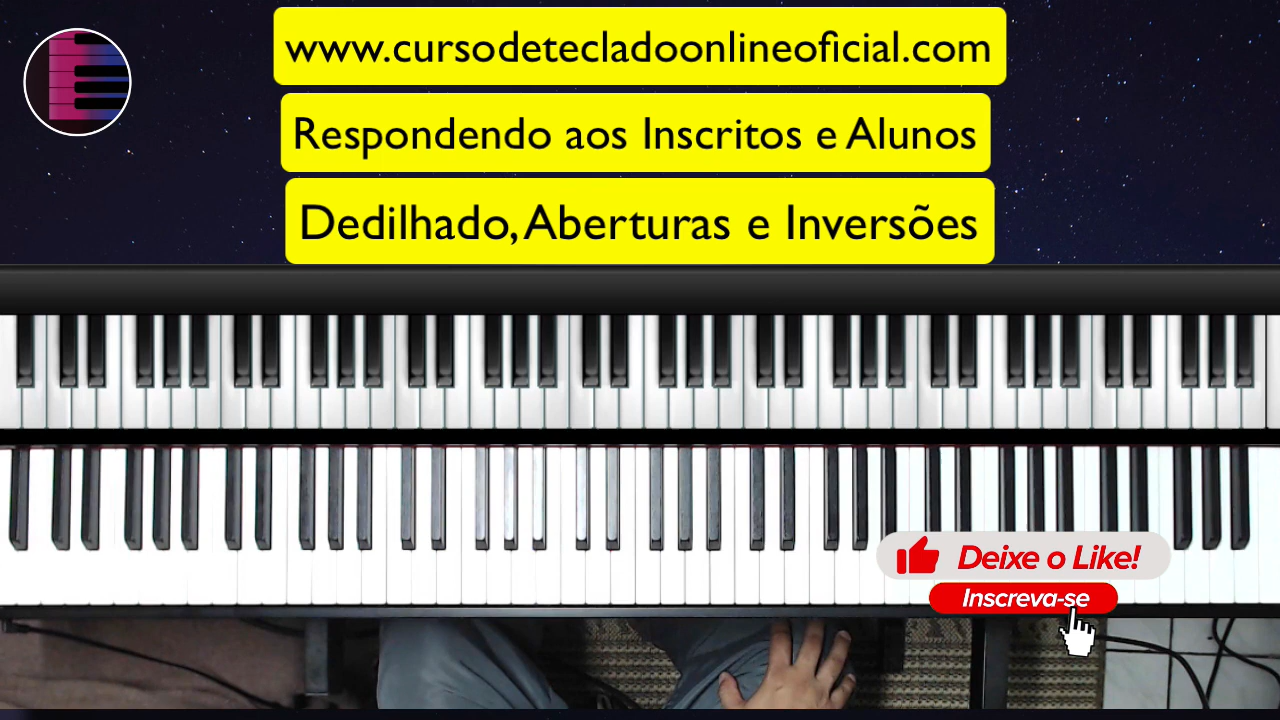 www.cursodetecladoonlineoficial.com
Respondendo aos Inscritos e Alunos
Dedilhado, Aberturas e Inversões
Deixe o Like!
Inscreva-se